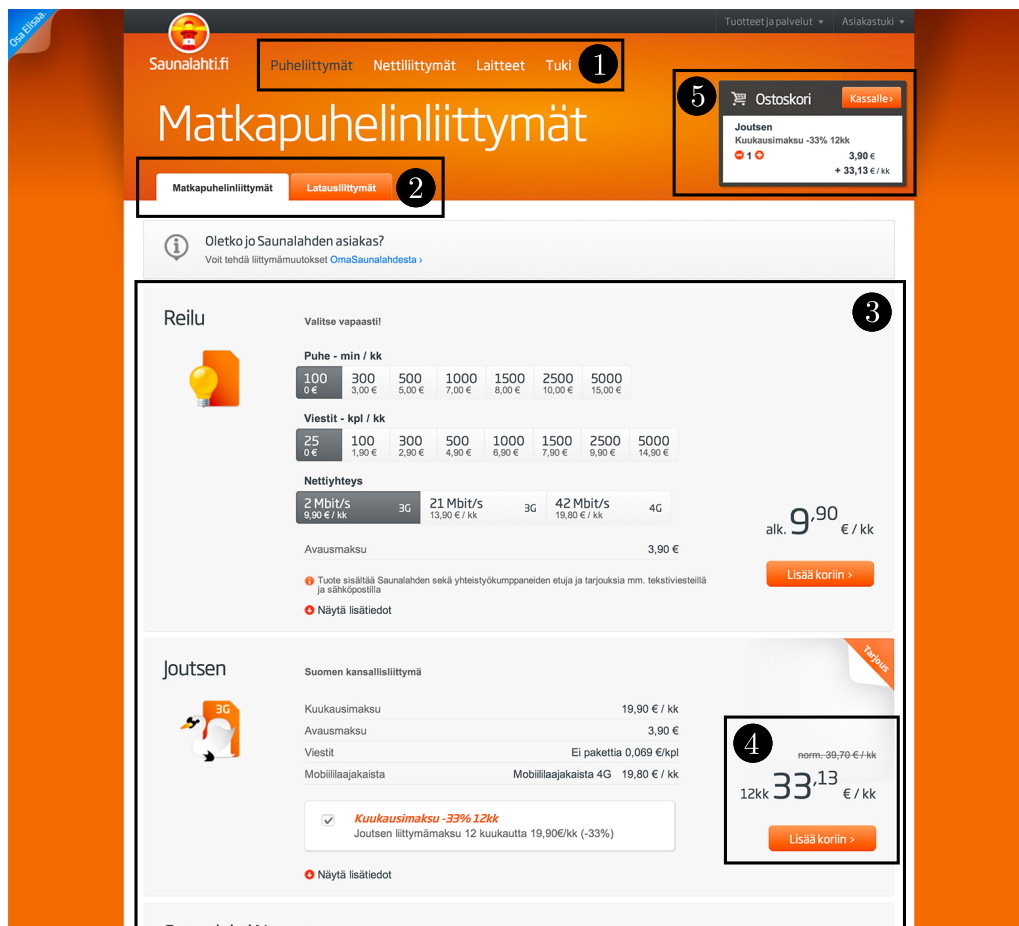 Osa Elisaa.
Tuotteet ja palvelut
Asiakastuki
Saunalahti.fi
Puheliittymät Nettiliittymät Laitteet Tuki
1
Matkapuhelinliittymät
5
Ostoskori
Kassalle ›
Joutsen
Kuukausimaksu -33% 12kk
1 3,90 €
+ 33,13 € / kk
Matkapuhelinliittymät
Latausliittymät
2
Oletko jo Saunalahden asiakas?
Voit tehdä liittymämuutokset OmaSaunalahdesta ›
3
Reilu
Valitse vapaasti!
Puhe - min / kk
100 300 500 1000 1500 2500 5000
0 € 3,00 € 5,00 € 7,00 € 8,00 € 10,00 € 15,00 €
Viestit - kpl / kk
25 100 300 500 1000 1500 2500 5000
0 € 1,90 € 2,90 € 4,90 € 6,90 € 7,90 € 9,90 € 14,90 €
Nettiyhteys
2 Mbit/s 3G 21 Mbit/s 3G 42 Mbit/s 4G
9,90 € / kk 13,90 € / kk 19,80 € / kk
alk. 9,90 € / kk
Avausmaksu 3,90 €
Lisää koriin ›
Tuote sisältää Saunalahden sekä yhteistyökumppaneiden etuja ja tarjouksia mm. tekstiviesteillä
ja sähköpostilla
Näytä lisätiedot
Joutsen
Suomen kansallisliittymä
Tarjous
3G
Kuukausimaksu 19,90 € / kk
Avausmaksu 3,90 €
Viestit Ei pakettia 0,069 €/kpl
Mobiililaajakaista Mobiililaajakaista 4G 19,80 € / kk
4
norm. 39,70 € / kk
12kk 33,13 € / kk
Kuukausimaksu -33% 12kk
Joutsen liittymämaksu 12 kuukautta 19,90€/kk (-33%)
Lisää koriin ›
Näytä lisätiedot